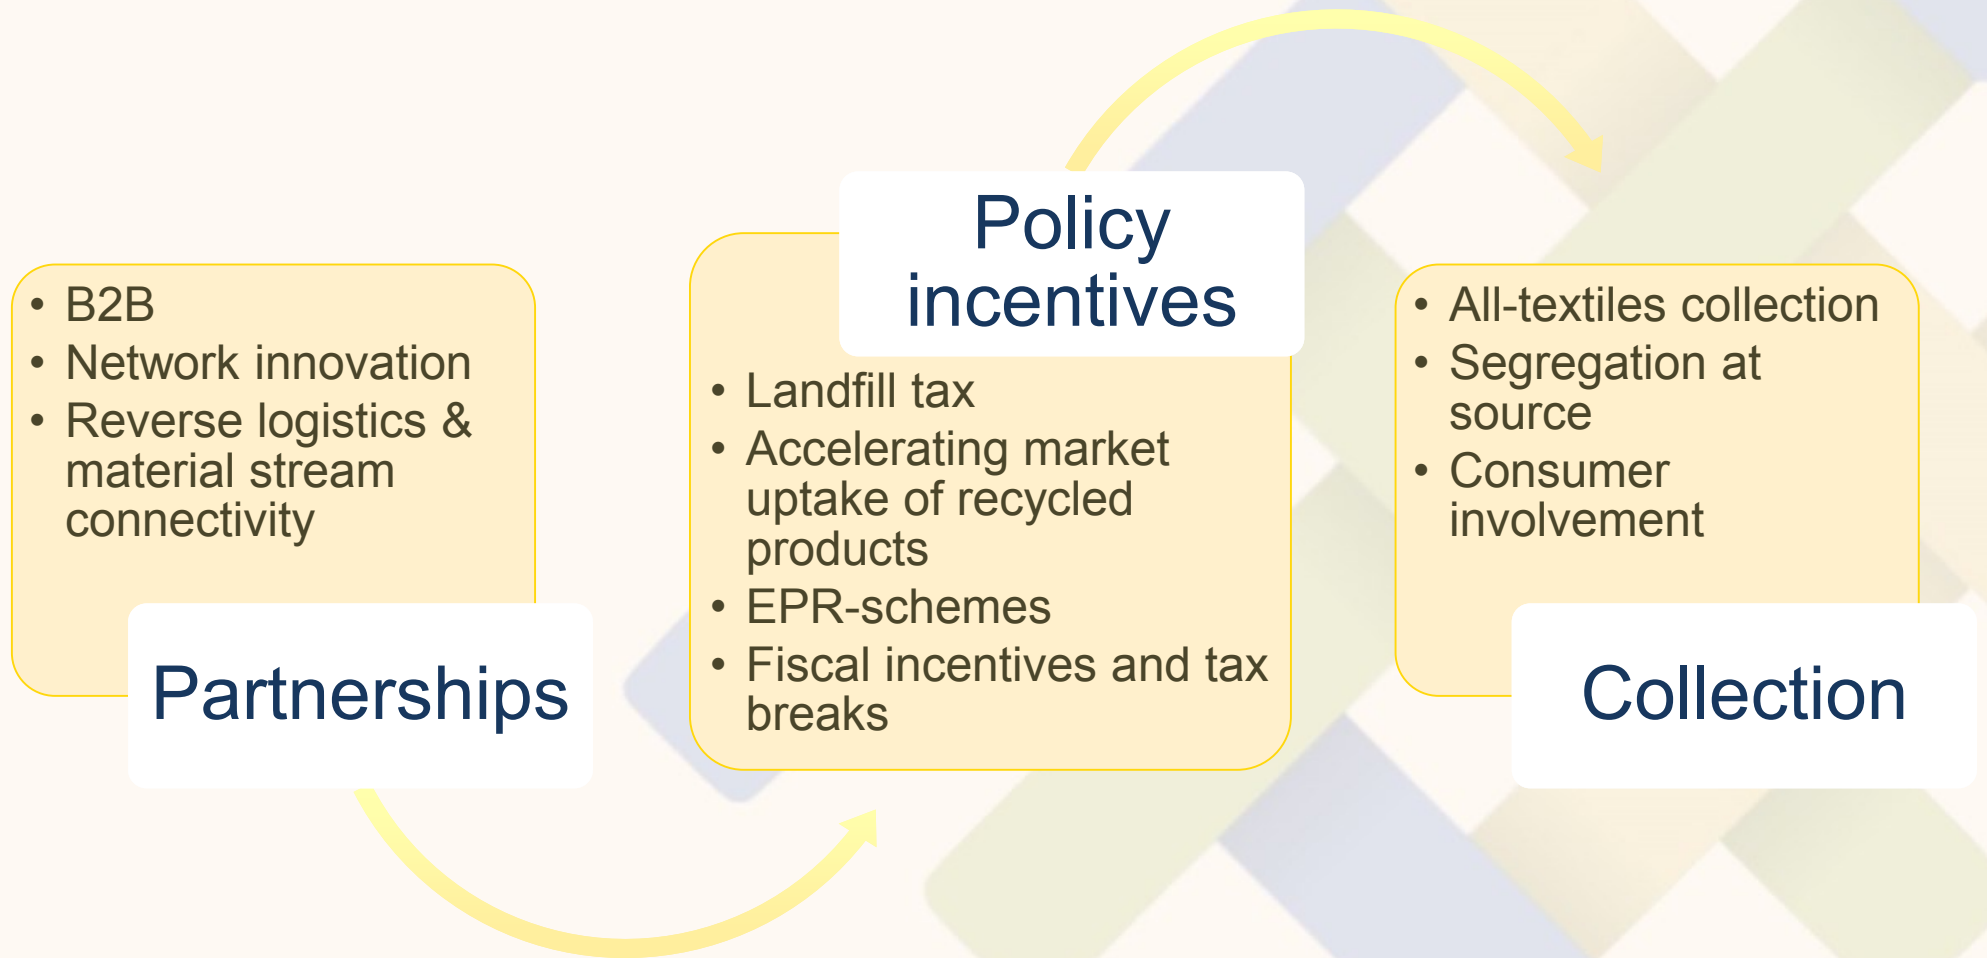 • B2B
• Network innovation
• Reverse logistics &
material stream
connectivity
Partnerships
Policy
incentives
• Landfill tax
• Accelerating market
uptake of recycled
products
• EPR-schemes
• Fiscal incentives and tax
breaks
• All-textiles collection
• Segregation at
source
• Consumer
involvement
Collection